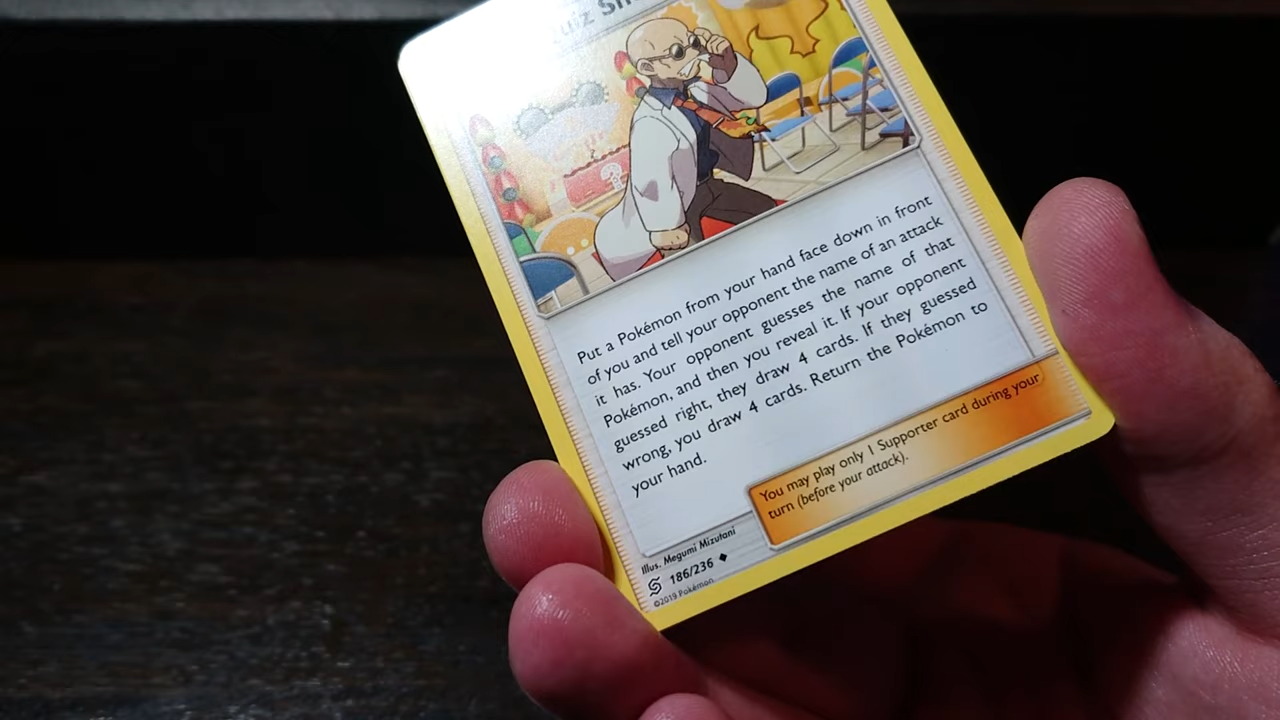 Put a Pokémon from your hand face down in front
of you and tell your opponent the name of an attack
it has. Your opponent guesses the name of that
Pokémon, and then you reveal it. If your opponent
guessed right, they draw 4 cards. If they guessed
wrong, you draw 4 cards. Return the Pokémon to
your hand.
You may play only 1 Supporter card during your
turn (before your attack).
Illus. Megumi Mizutani
186/236
©2019 Pokémon